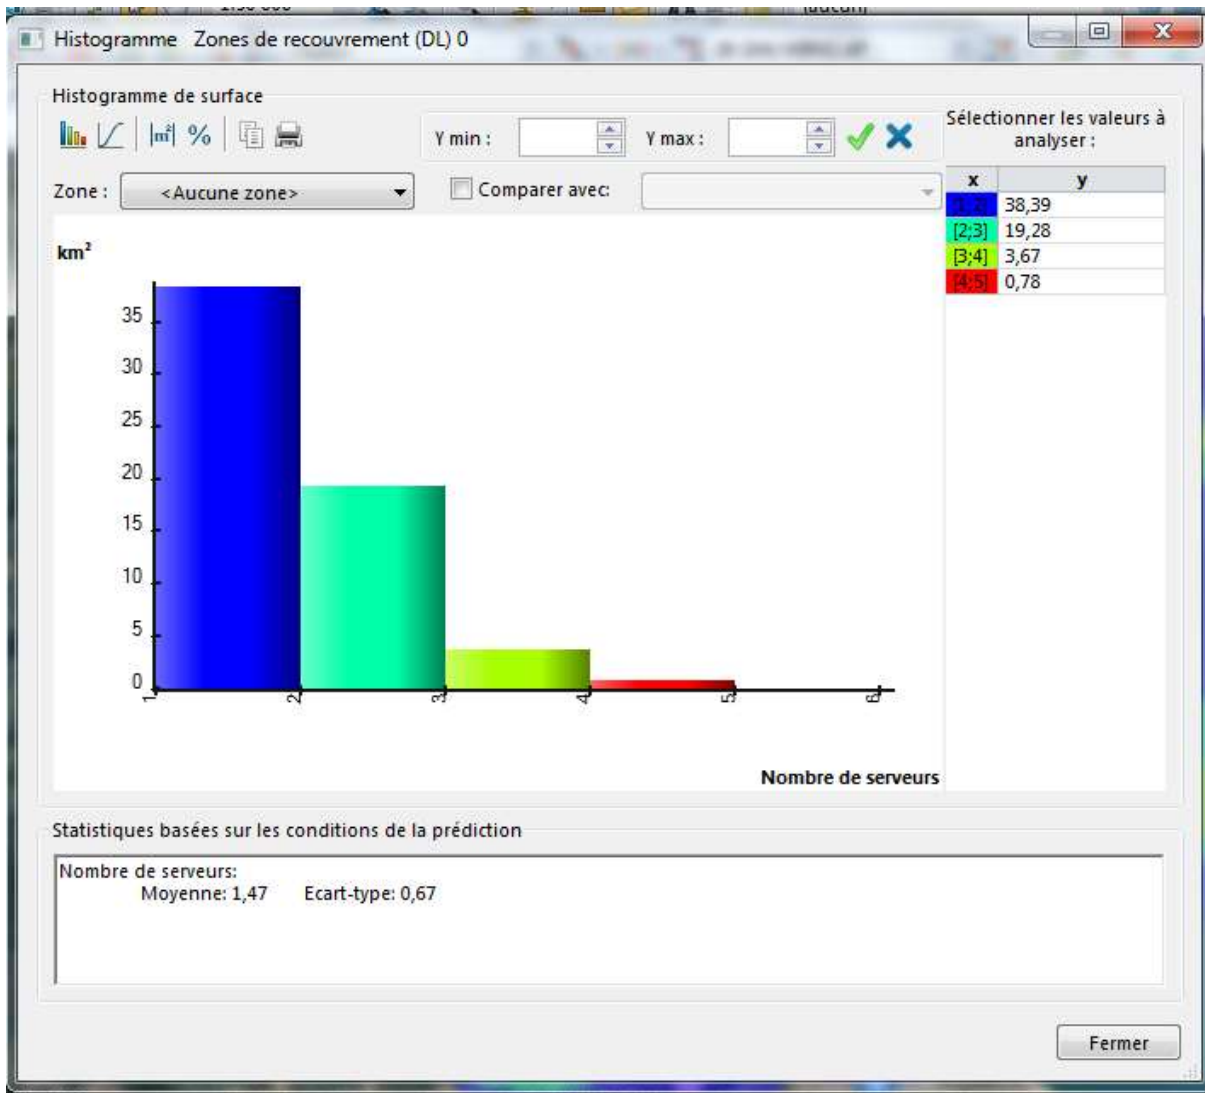 Histogramme Zones de recouvrement (DL) 0
Histogramme de surface
|m²| %
Y min :
Y max :
Zone :
<Aucune zone>
Comparer avec:
Sélectionner les valeurs à
analyser :
x y
[1;2] 38,39
[2;3] 19,28
[3;4] 3,67
[4;5] 0,78
km²
35
30
25
20
15
10
5
0
1 2 3 4 5 6
Nombre de serveurs
Statistiques basées sur les conditions de la prédiction
Nombre de serveurs:
Moyenne: 1,47 Ecart-type: 0,67
Fermer